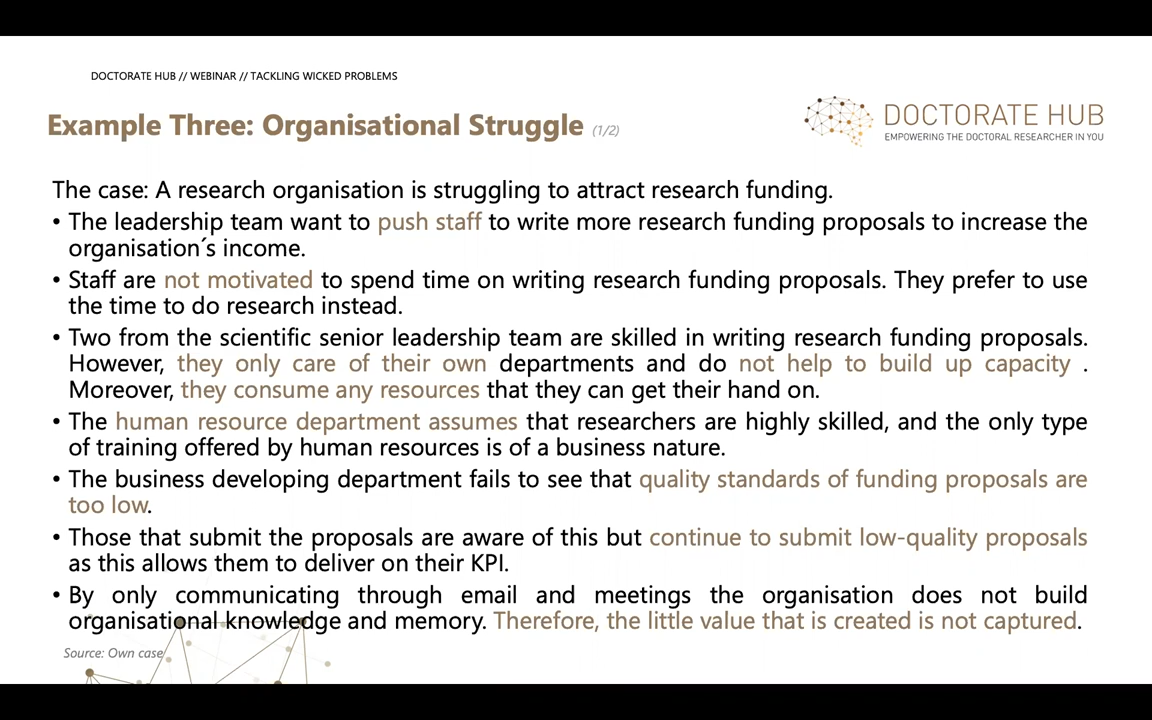 DOCTORATE HUB // WEBINAR // TACKLING WICKED PROBLEMS
Example Three: Organisational Struggle (1/2)
DOCTORATE HUB
EMPOWERING THE DOCTORAL RESEARCHER IN YOU
The case: A research organisation is struggling to attract research funding.
• The leadership team want to push staff to write more research funding proposals to increase the
organisation´s income.
• Staff are not motivated to spend time on writing research funding proposals. They prefer to use
the time to do research instead.
• Two from the scientific senior leadership team are skilled in writing research funding proposals.
However, they only care of their own departments and do not help to build up capacity .
Moreover, they consume any resources that they can get their hand on.
• The human resource department assumes that researchers are highly skilled, and the only type
of training offered by human resources is of a business nature.
• The business developing department fails to see that quality standards of funding proposals are
too low.
• Those that submit the proposals are aware of this but continue to submit low-quality proposals
as this allows them to deliver on their KPI.
• By only communicating through email and meetings the organisation does not build
organisational knowledge and memory. Therefore, the little value that is created is not captured.
Source: Own case